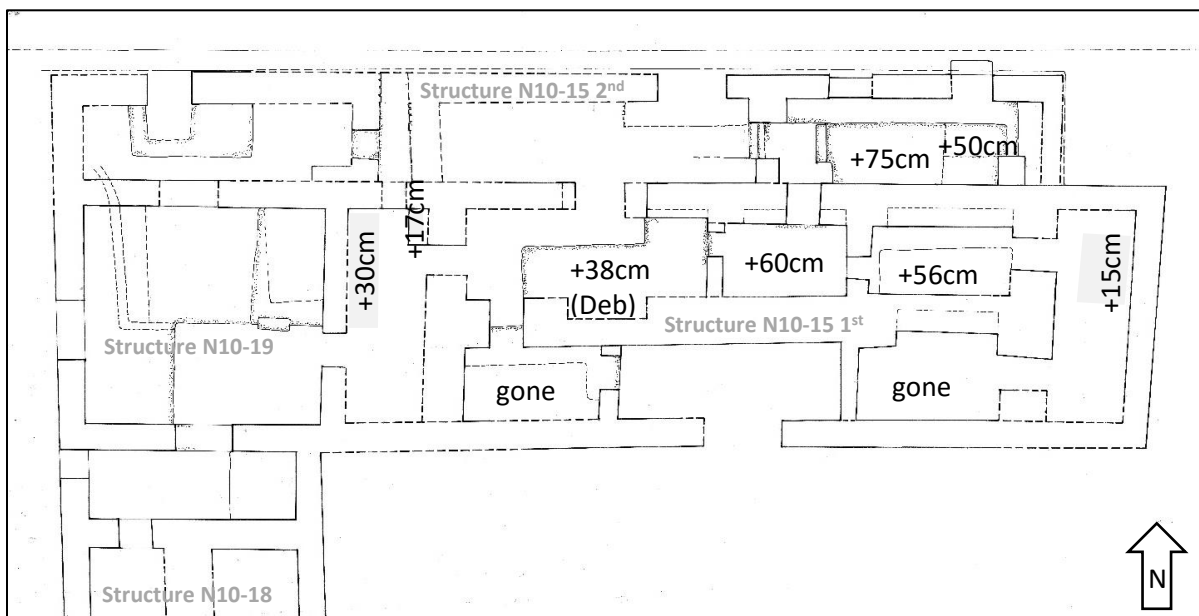 Structure N10-15 2nd
+75cm
+50cm
+17cm
+30cm
+38cm
(Deb)
+60cm
+56cm
+15cm
Structure N10-15 1st
Structure N10-19
gone
gone
Structure N10-18
N